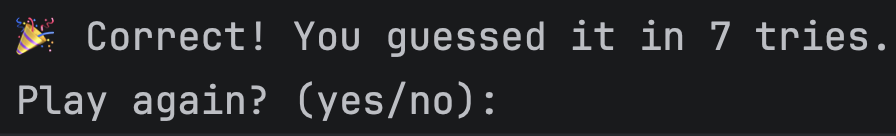 🎉 Correct! You guessed it in 7 tries.
Play again? (yes/no):